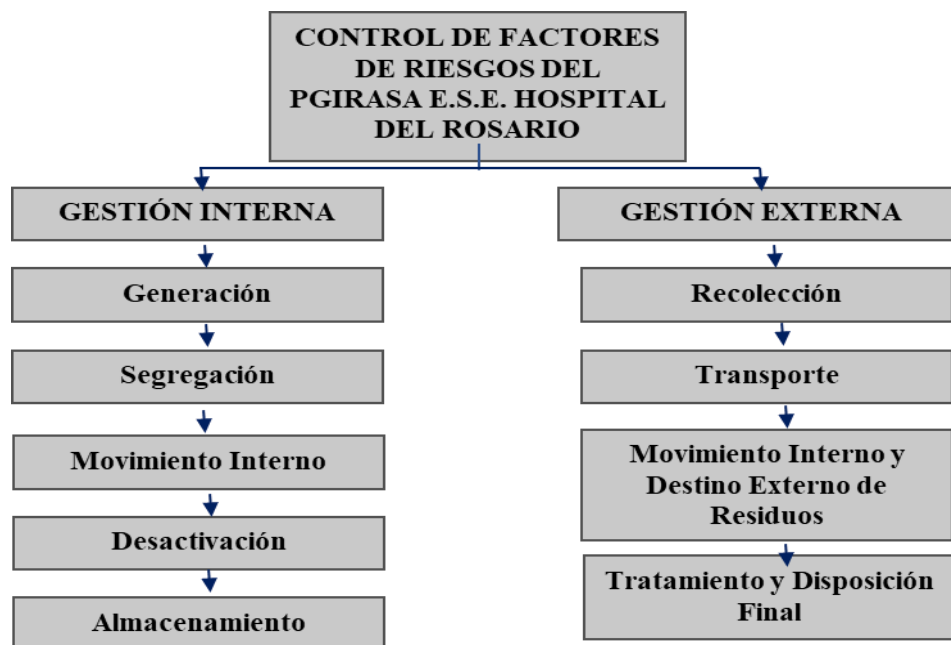 CONTROL DE FACTORES
DE RIESGOS DEL
PGIRASA E.S.E. HOSPITAL
DEL ROSARIO
GESTIÓN INTERNA
Generación
Segregación
Movimiento Interno
Desactivación
Almacenamiento
GESTIÓN EXTERNA
Recolección
Transporte
Movimiento Interno y
Destino Externo de
Residuos
Tratamiento y Disposición
Final